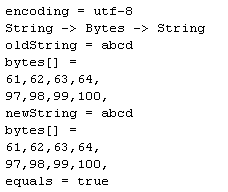 encoding = utf-8
String -> Bytes -> String
oldString = abcd
bytes[] =
61,62,63,64,
97,98,99,100,
newString = abcd
bytes[] =
61,62,63,64,
97,98,99,100,
equals = true